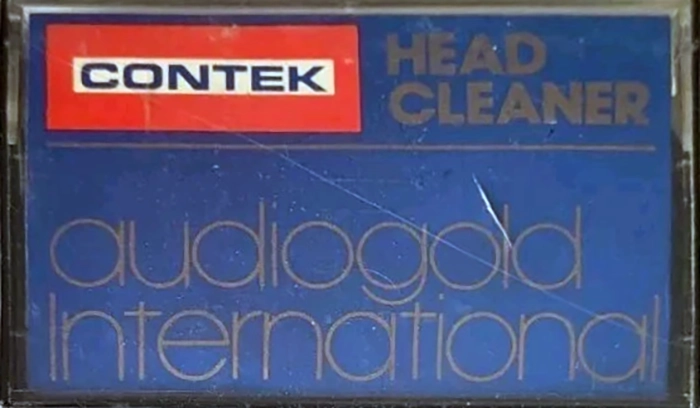 CONTEK
HEAD
CLEANER
audiogold
International